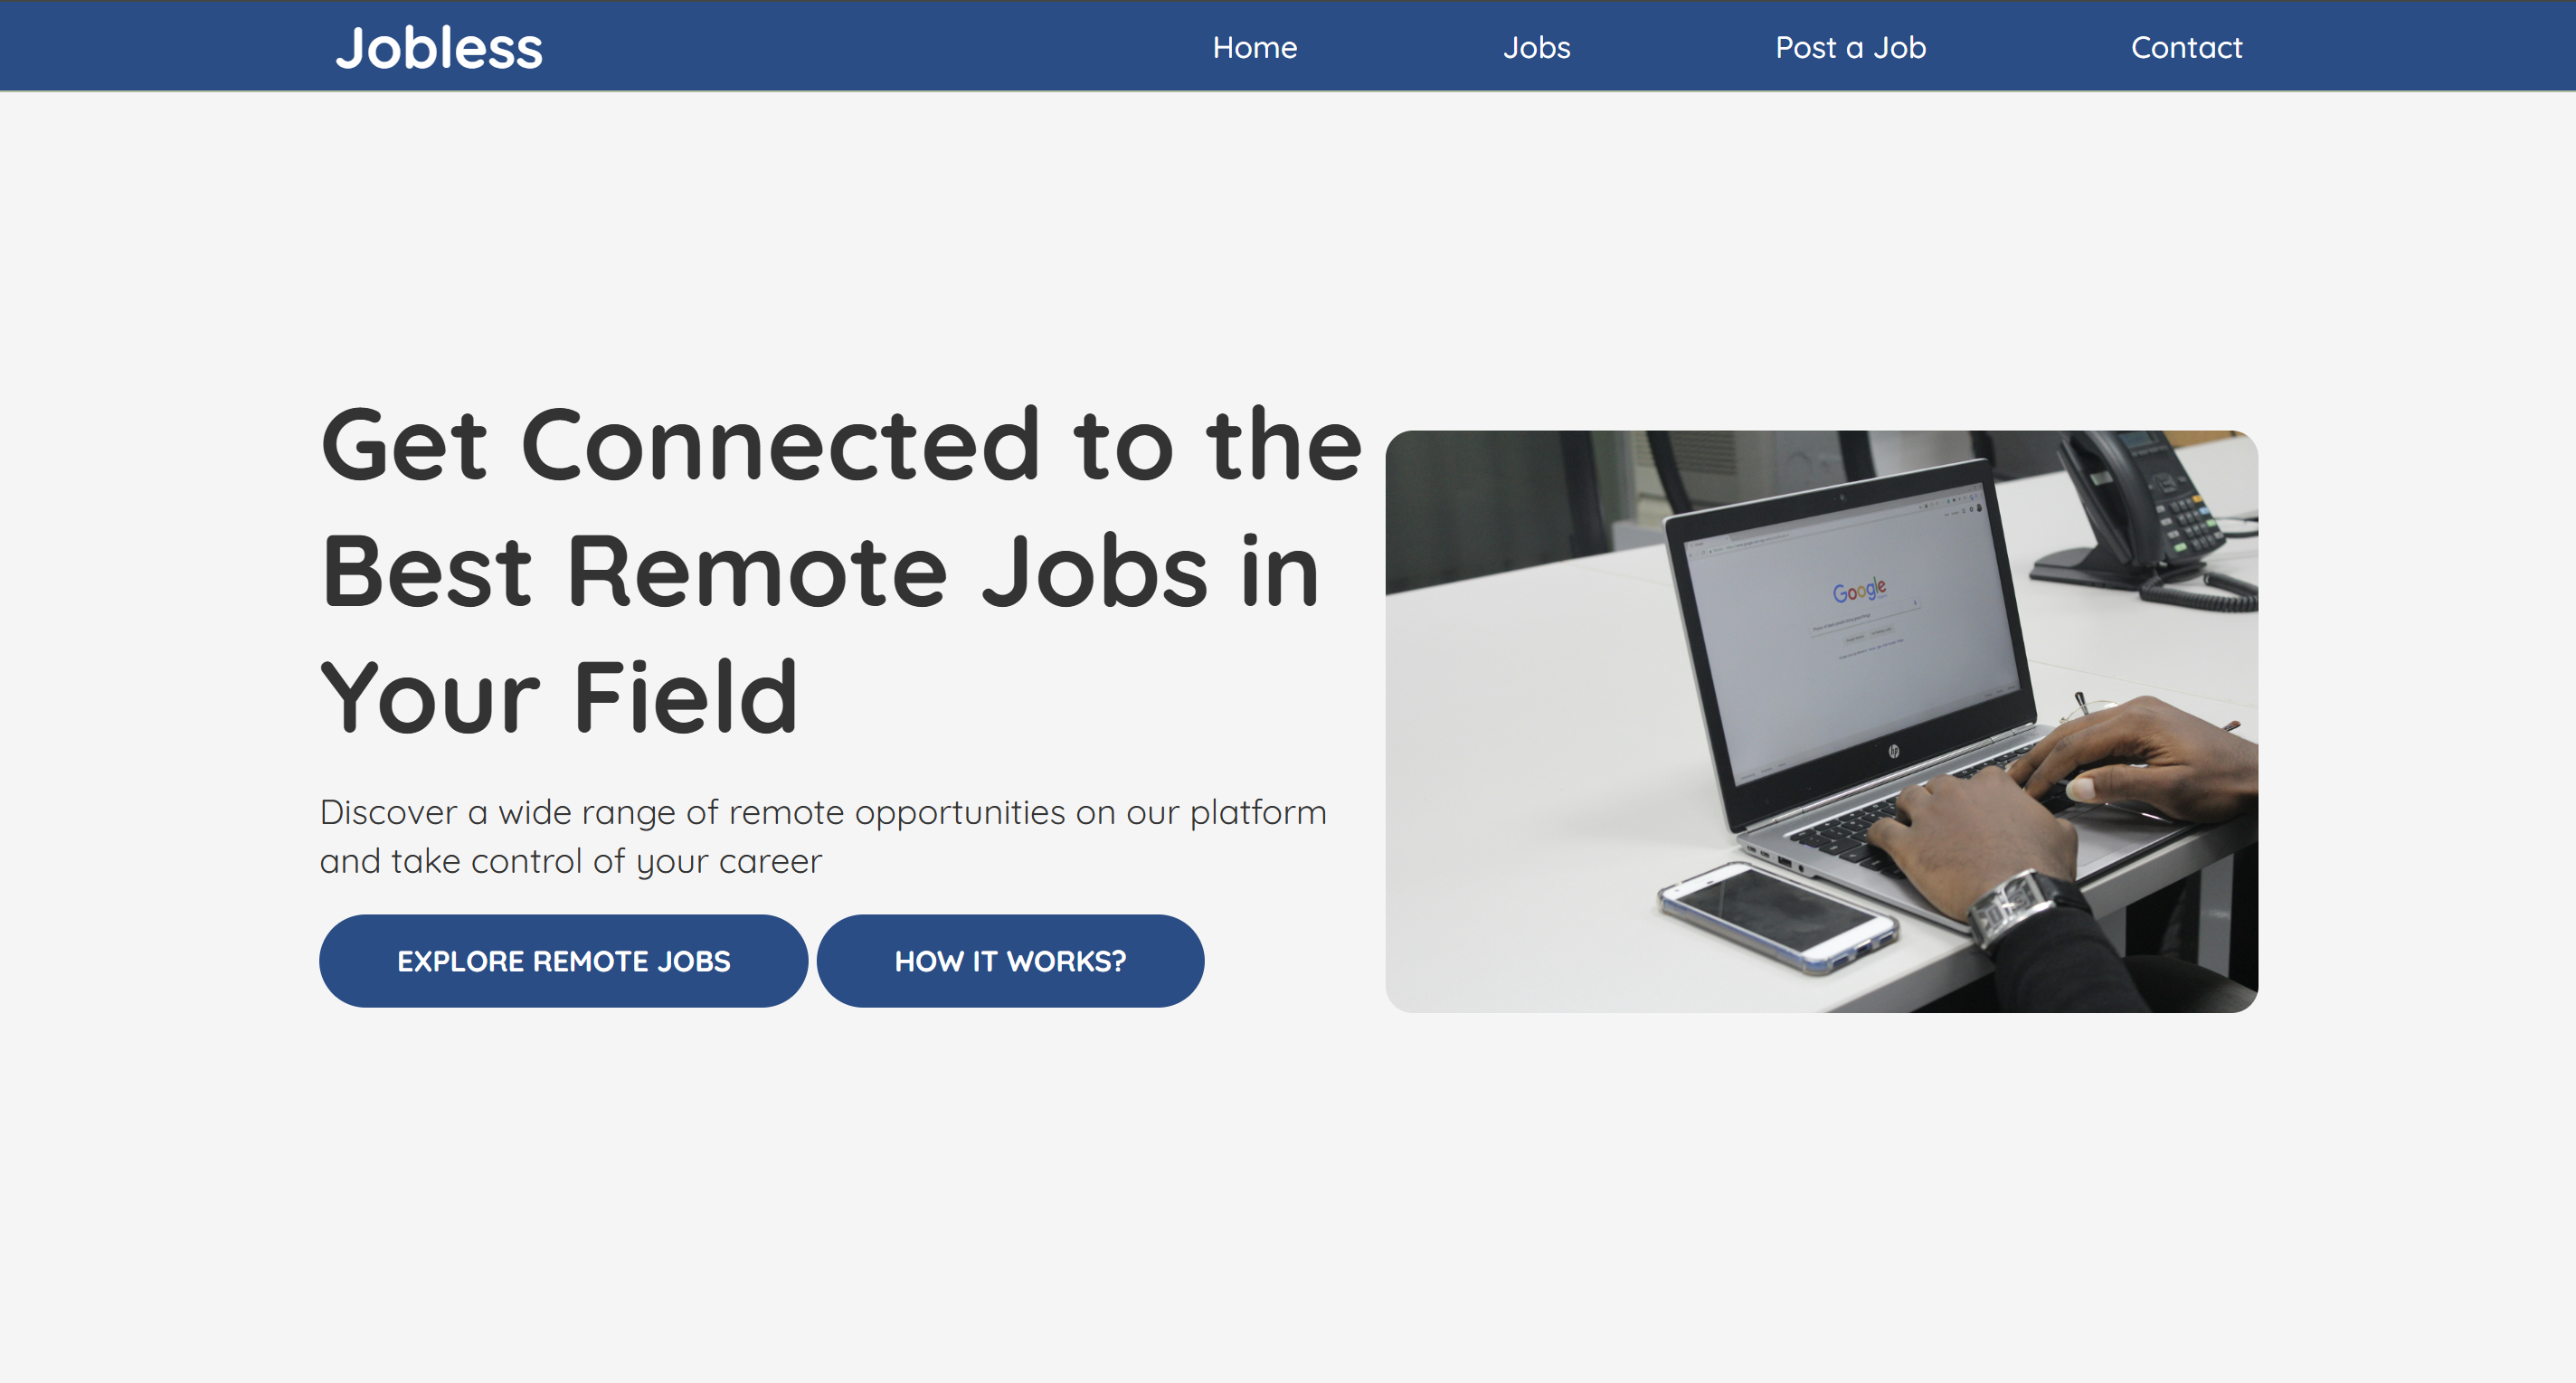 Jobless
Home
Jobs
Post a Job
Contact
Get Connected to the
Best Remote Jobs in
Your Field
Discover a wide range of remote opportunities on our platform
and take control of your career
EXPLORE REMOTE JOBS
HOW IT WORKS?
Google
hp